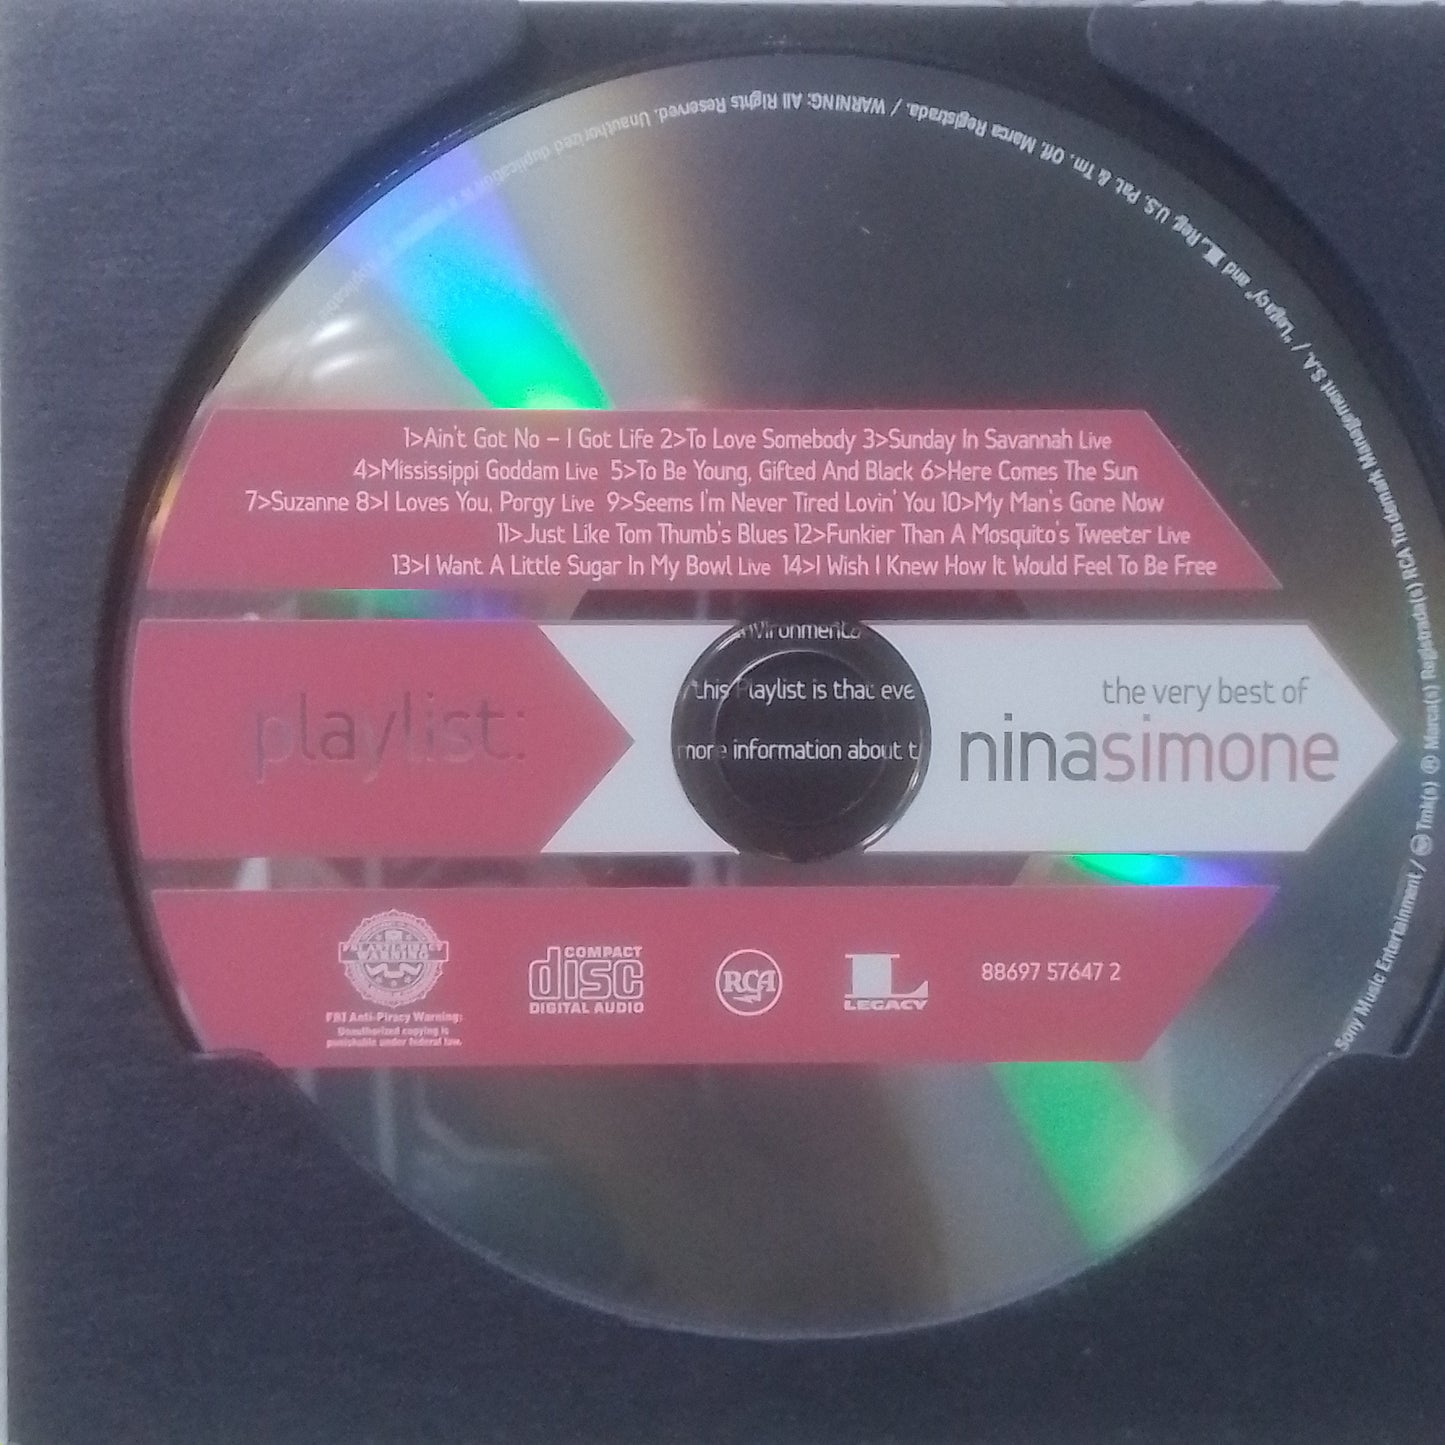 1>Ain't Got No – I Got Life 2>To Love Somebody 3>Sunday In Savannah Live
4>Mississippi Goddam Live 5>To Be Young, Gifted And Black 6>Here Comes The Sun
7>Suzanne 8>I Loves You, Porgy Live 9>Seems I'm Never Tired Lovin' You 10>My Man's Gone Now
11>Just Like Tom Thumb's Blues 12>Funkier Than A Mosquito's Tweeter Live
13>I Want A Little Sugar In My Bowl Live 14>I Wish I Knew How It Would Feel To Be Free
playlist:
this Playlist is that eve
more information about t
the very best of
ninasimone
FBI ANTI-PIRACY
WARNING
FBI Anti-Piracy Warning:
Unauthorized copying is
punishable under federal law.
COMPACT
disc
DIGITAL AUDIO
RCA
L
LEGACY
88697 57647 2
Sony Music Entertainment / Tmk(s) ® Marca(s) Registrada(s) RCA Trademark Management S.A. / "Legacy" and L Reg. U.S. Pat. & Tm. Off. Marca Registrada. / WARNING: All Rights Reserved. Unauthorized duplication is a